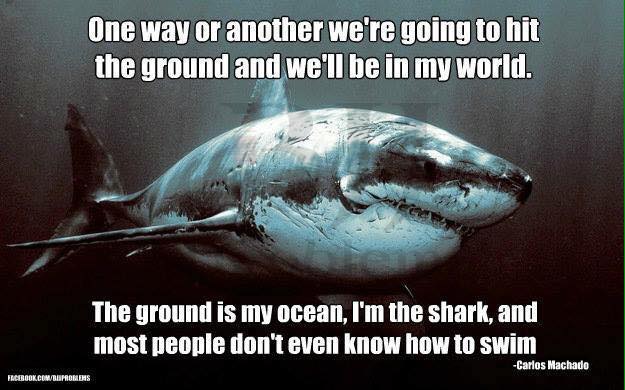 One way or another we're going to hit
the ground and we'll be in my world.
The ground is my ocean, I'm the shark, and
most people don't even know how to swim
-Carlos Machado
FACEBOOK.COM/BJJPROBLEMS